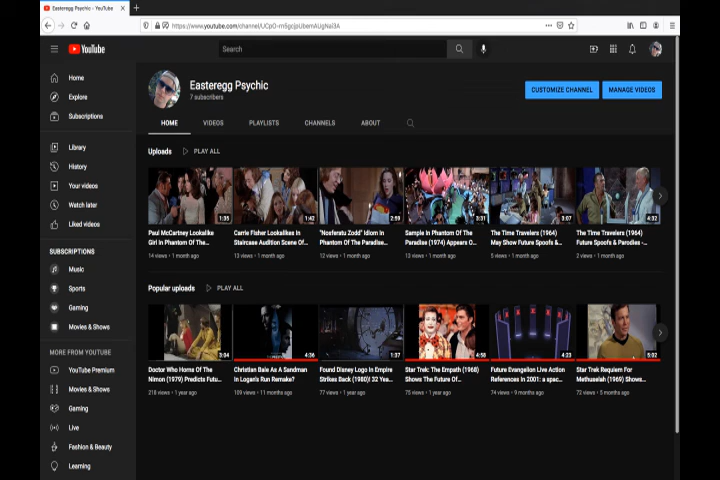 Easteregg Psychic - YouTube
https://www.youtube.com/channel/UCpO-m5gcjpUbemAUgNai3A
YouTube
Search
Home
Explore
Subscriptions
Library
History
Your videos
Watch later
Liked videos
SUBSCRIPTIONS
Music
Sports
Gaming
Movies & Shows
MORE FROM YOUTUBE
YouTube Premium
Movies & Shows
Gaming
Live
Fashion & Beauty
Learning
Easteregg Psychic
7 subscribers
CUSTOMIZE CHANNEL
MANAGE VIDEOS
HOME VIDEOS PLAYLISTS CHANNELS ABOUT
Uploads PLAY ALL
1:35 1:42 2:59 3:31 3:07 4:32
Paul McCartney Lookalike
Girl in Phantom Of The...
14 views • 1 month ago
Carrie Fisher Lookalikes In
Staircase Audition Scene Of...
13 views • 1 month ago
"Nosferatu Zodd" Idiom In
Phantom Of The Paradise...
12 views • 1 month ago
Sample In Phantom Of The
Paradise (1974) Appears O...
13 views • 1 month ago
The Time Travelers (1964)
May Show Future Spoofs &...
5 views • 1 month ago
The Time Travelers (1964)
Future Spoofs & Parodies -...
2 views • 1 month ago
Popular uploads PLAY ALL
3:04 4:36 1:37 4:58 4:23 5:02
Doctor Who Horns Of The
Nimon (1979) Predicts Futu...
218 views • 1 year ago
Christian Bale As A Sandman
In Logan's Run Remake?
109 views • 11 months ago
Found Disney Logo In Empire
Strikes Back (1980)! 32 Yea...
77 views • 1 year ago
Star Trek: The Empath (1968)
Shows The Future Of...
75 views • 1 year ago
Future Evangelion Live Action
References in 2001: a spac...
74 views • 9 months ago
Star Trek Requiem For
Methuselah (1969) Shows...
72 views • 5 months ago